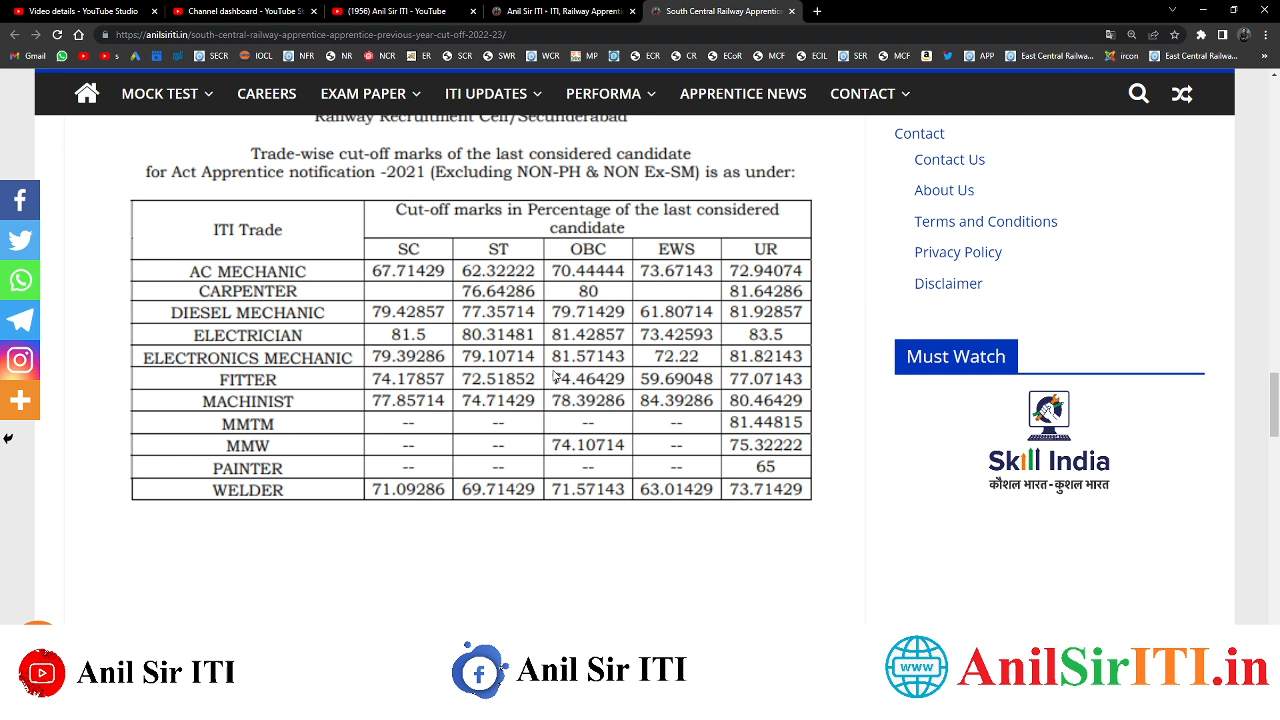 Video details - YouTube Studio
Channel dashboard - YouTube S
(1956) Anil Sir ITI - YouTube
Anil Sir ITI - ITI, Railway Apprenti
South Central Railway Apprentice
https://anilsiriti.in/south-central-railway-apprentice-apprentice-previous-year-cut-off-2022-23/
Gmail s SECR IOCL NFR NR NCR ER SCR SWR WCR MP ECR CR ECoR MCF ECIL SER MCF APP East Central Railwa... ircon East Central Railwa... »
MOCK TEST CAREERS EXAM PAPER ITI UPDATES PERFORMA APPRENTICE NEWS CONTACT
Railway Recruitment Cell/Secunderabad
Trade-wise cut-off marks of the last considered candidate
for Act Apprentice notification -2021 (Excluding NON-PH & NON Ex-SM) is as under:
ITI Trade Cut-off marks in Percentage of the last considered
candidate
SC ST OBC EWS UR
AC MECHANIC 67.71429 62.32222 70.44444 73.67143 72.94074
CARPENTER 76.64286 80 81.64286
DIESEL MECHANIC 79.42857 77.35714 79.71429 61.80714 81.92857
ELECTRICIAN 81.5 80.31481 81.42857 73.42593 83.5
ELECTRONICS MECHANIC 79.39286 79.10714 81.57143 72.22 81.82143
FITTER 74.17857 72.51852 74.46429 59.69048 77.07143
MACHINIST 77.85714 74.71429 78.39286 84.39286 80.46429
MMTM -- -- -- -- 81.44815
MMW -- -- 74.10714 -- 75.32222
PAINTER -- -- -- -- 65
WELDER 71.09286 69.71429 71.57143 63.01429 73.71429
Contact
Contact Us
About Us
Terms and Conditions
Privacy Policy
Disclaimer
Must Watch
Skill India
कौशल भारत-कुशल भारत
Anil Sir ITI
Anil Sir ITI
www
AnilSirITI.in